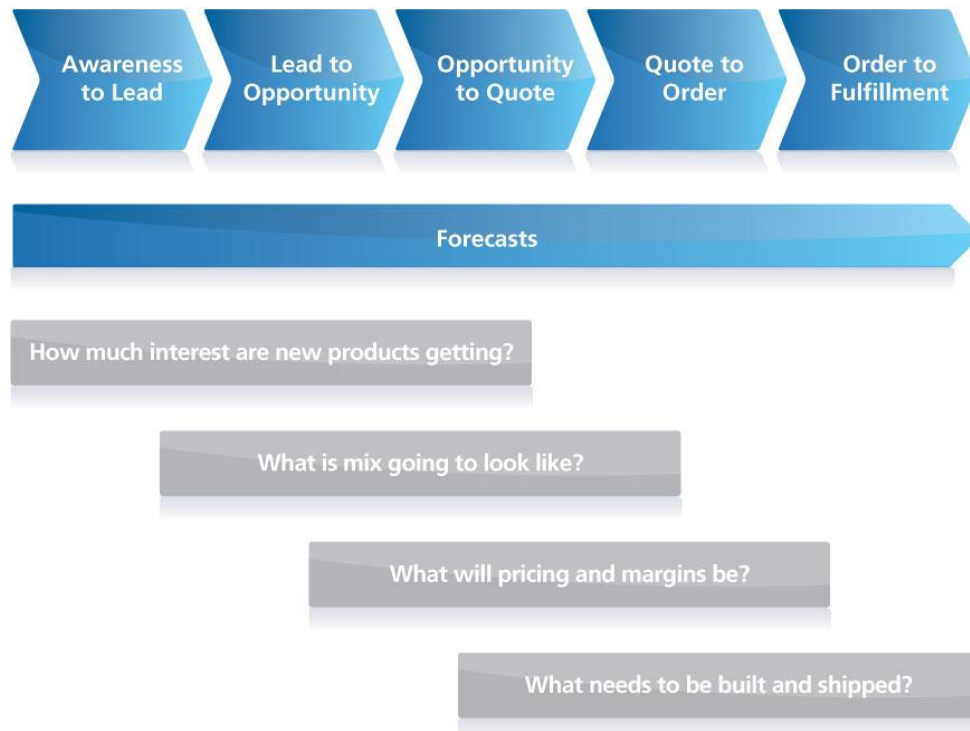 Awareness
to Lead
Lead to
Opportunity
Opportunity
to Quote
Quote to
Order
Order to
Fulfillment
Forecasts
How much interest are new products getting?
What is mix going to look like?
What will pricing and margins be?
What needs to be built and shipped?